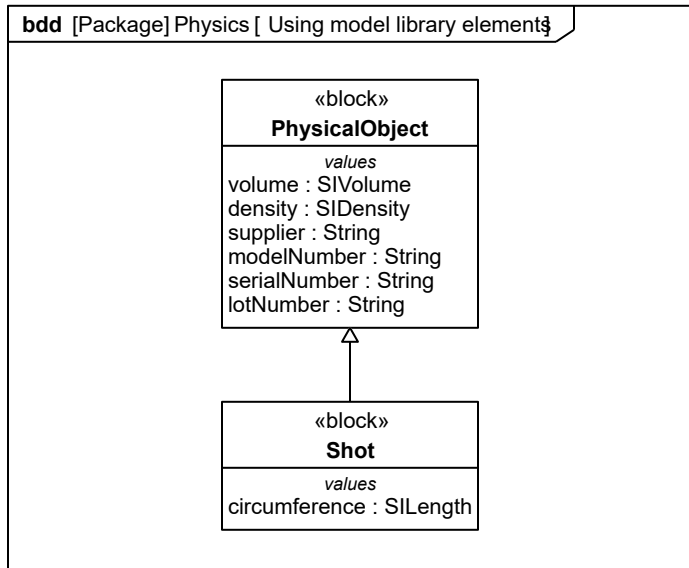 bdd [Package] Physics [ Using model library elements]
«block»
PhysicalObject
values
volume : SIVolume
density : SIDensity
supplier : String
modelNumber : String
serialNumber : String
lotNumber : String
«block»
Shot
values
circumference : SILength